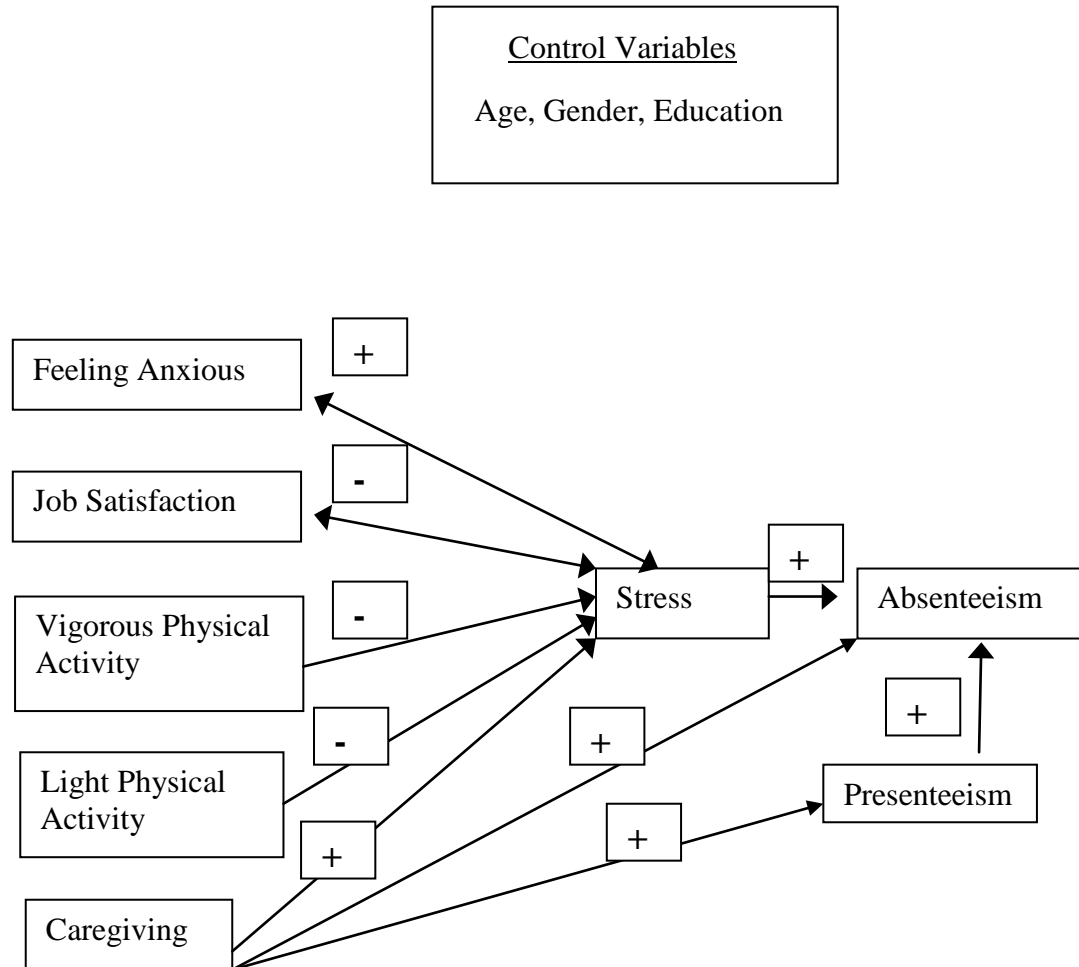 Control Variables
Age, Gender, Education
+
Feeling Anxious
-
Job Satisfaction
+
Stress
Absenteeism
-
Vigorous Physical
Activity
-
+
+
Light Physical
Activity
Presenteeism
+
+
Caregiving